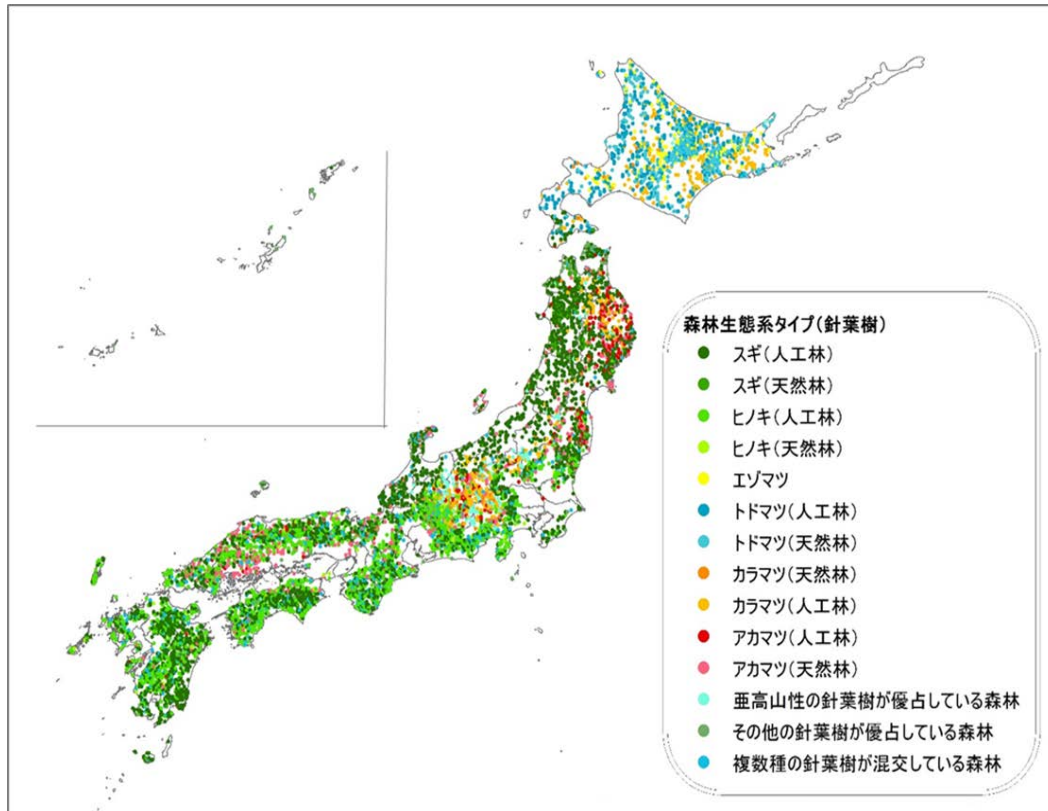 森林生態系タイプ(針葉樹)
スギ(人工林)
スギ(天然林)
ヒノキ(人工林)
ヒノキ(天然林)
エゾマツ
トドマツ(人工林)
トドマツ(天然林)
カラマツ(天然林)
カラマツ(人工林)
アカマツ(人工林)
アカマツ(天然林)
亜高山性の針葉樹が優占している森林
その他の針葉樹が優占している森林
複数種の針葉樹が混交している森林